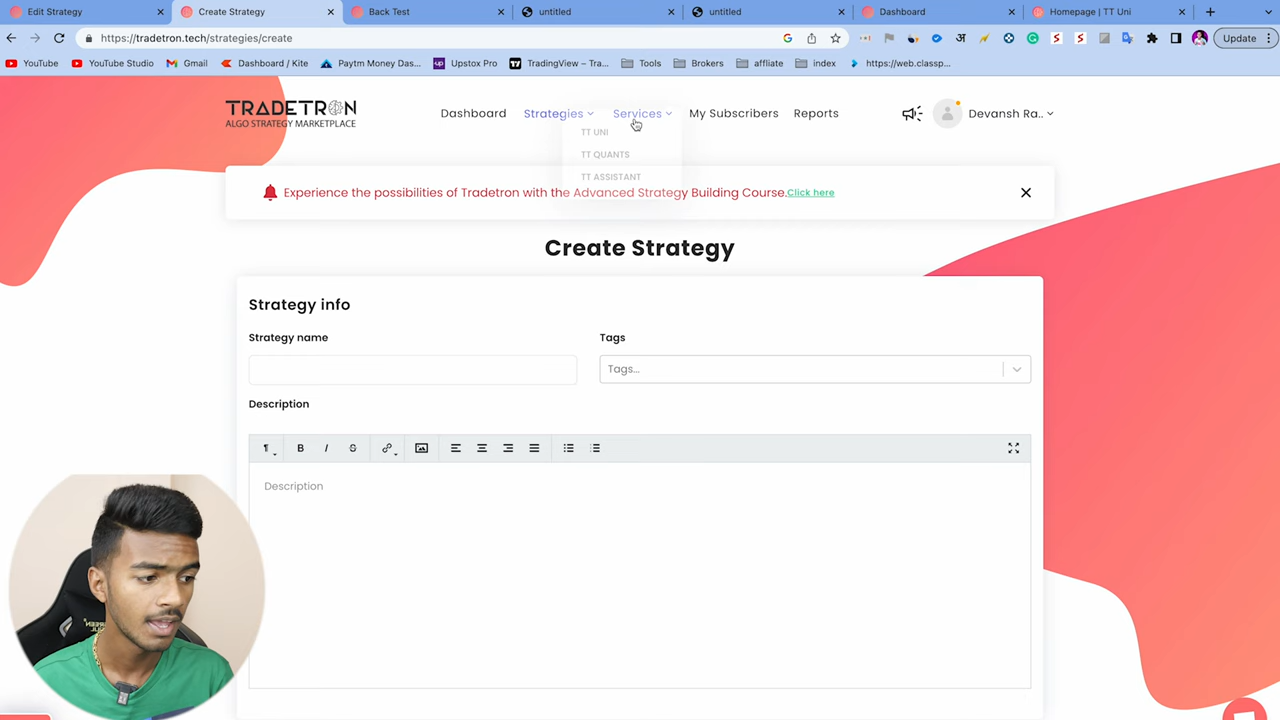 Edit Strategy
Create Strategy
Back Test
untitled
untitled
Dashboard
Homepage | TT Uni
https://tradetron.tech/strategies/create
Update
YouTube
YouTube Studio
Gmail
Dashboard / Kite
Paytm Money Das...
Upstox Pro
TradingView – Tra...
Tools
Brokers
affliate
index
https://web.classp...
TRADETRON
ALGO STRATEGY MARKETPLACE
Dashboard
Strategies
Services
My Subscribers
Reports
Devansh Ra..
TT UNI
TT QUANTS
TT ASSISTANT
Experience the possibilities of Tradetron with the Advanced Strategy Building Course.Click here
Create Strategy
Strategy info
Strategy name
Tags
Tags...
Description
B I S
Description